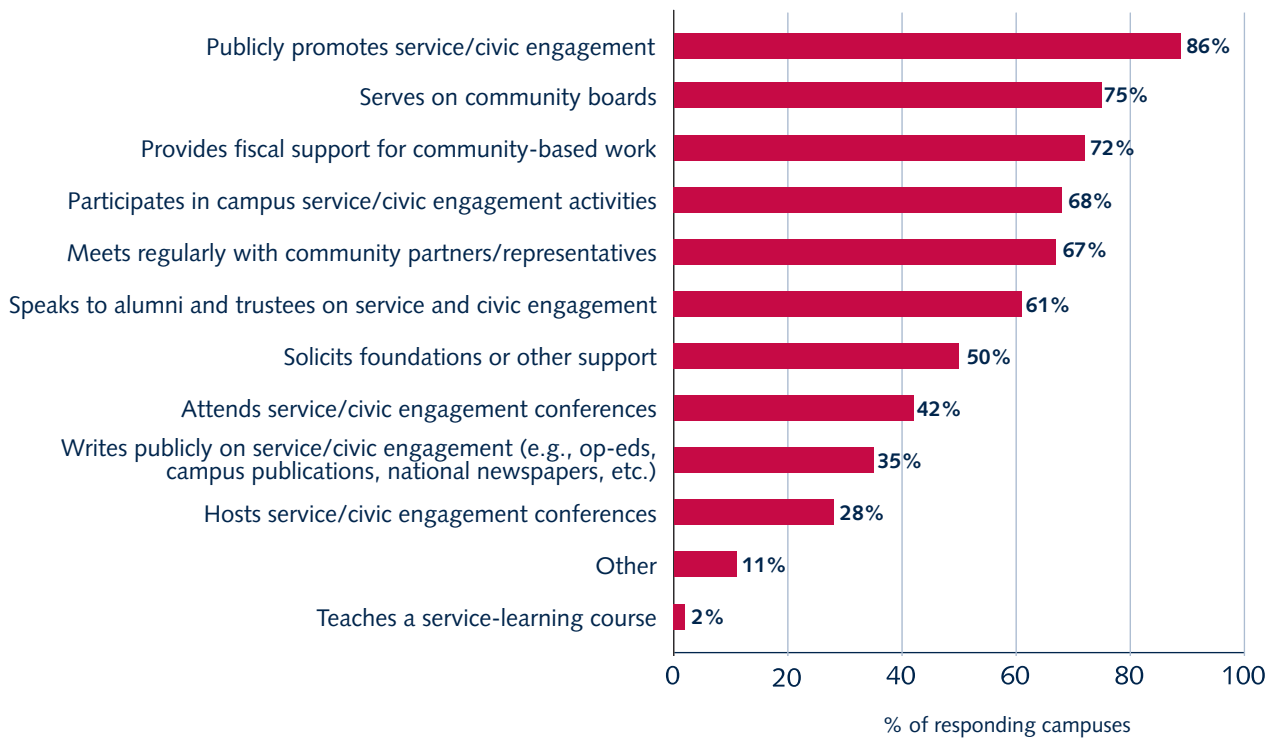 Publicly promotes service/civic engagement
86%
Serves on community boards
75%
Provides fiscal support for community-based work
72%
Participates in campus service/civic engagement activities
68%
Meets regularly with community partners/representatives
67%
Speaks to alumni and trustees on service and civic engagement
61%
Solicits foundations or other support
50%
Attends service/civic engagement conferences
42%
Writes publicly on service/civic engagement (e.g., op-eds,
campus publications, national newspapers, etc.)
35%
Hosts service/civic engagement conferences
28%
Other
11%
Teaches a service-learning course
2%
0 20 40 60 80 100
% of responding campuses